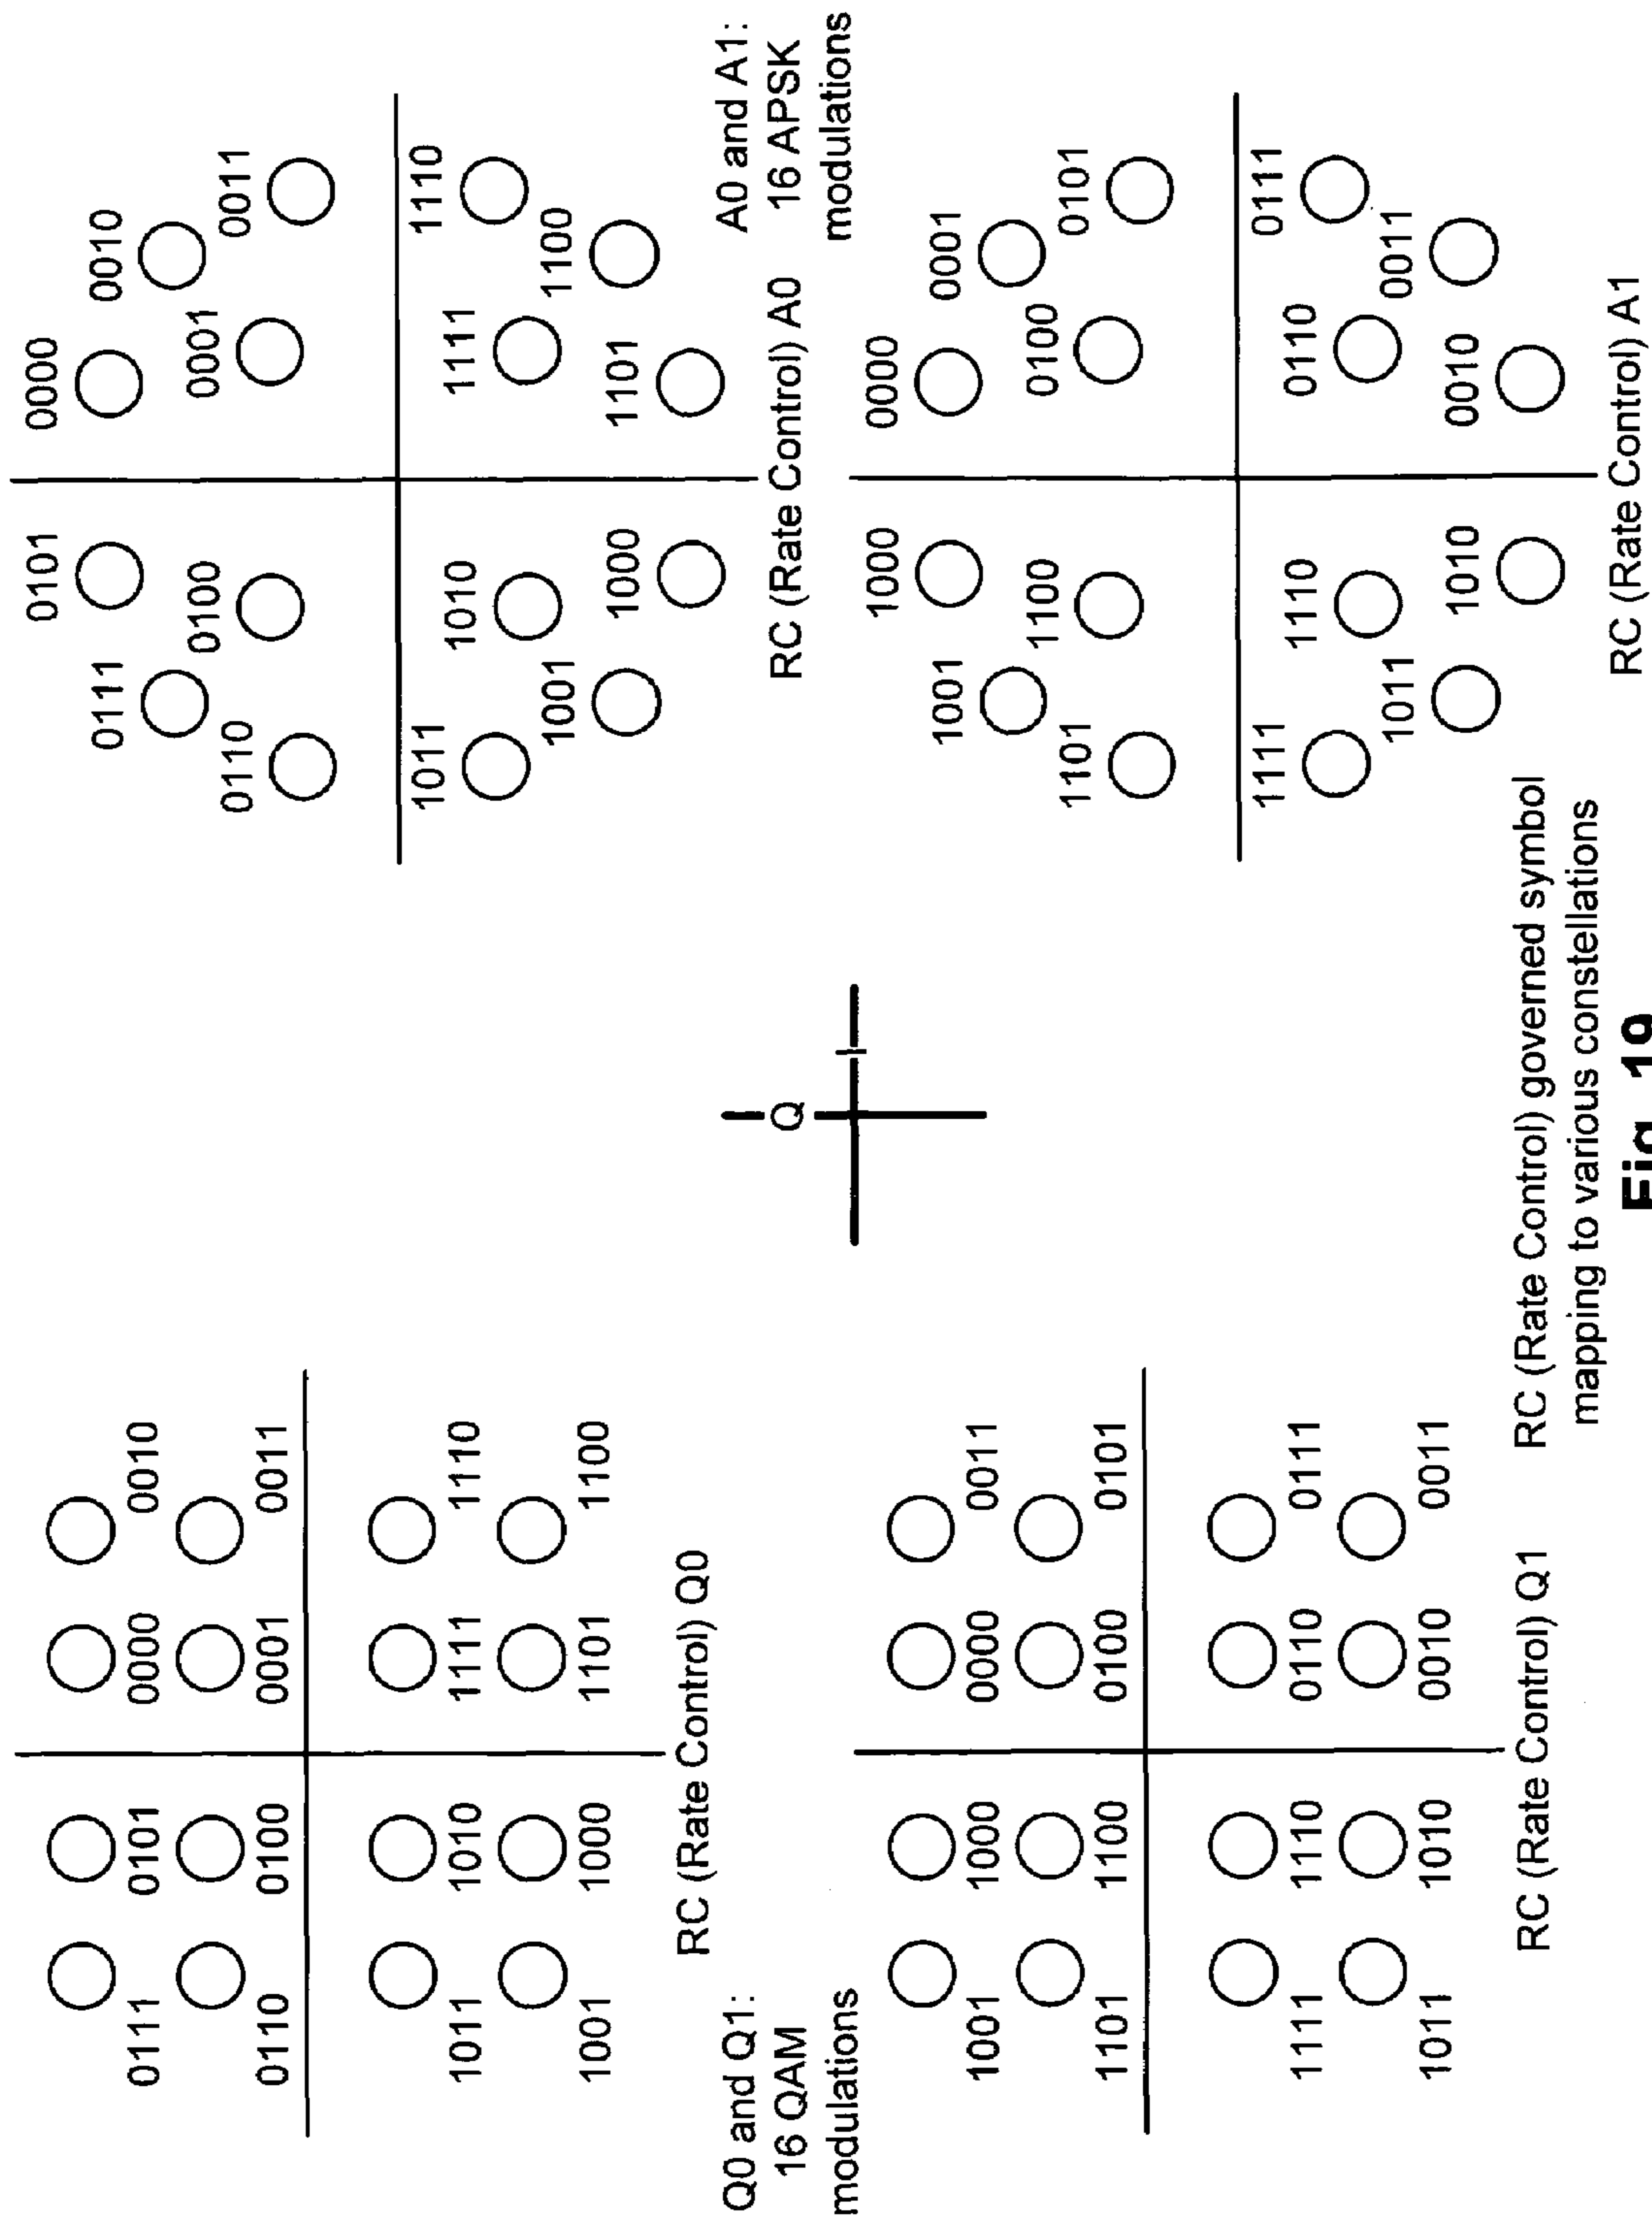 0111 0101 0000 0010
0110 0100 0001 0011
1011 1010 1111 1110
1001 1000 1101 1100
RC (Rate Control) Q0
0101 0000
0111 0010
0100 0001
0110 0011
1011 1110
1010 1111
1001 1100
1000 1101
RC (Rate Control) A0
Q0 and Q1:
16 QAM
modulations
Q
I
A0 and A1:
16 APSK
modulations
1001 1000 0000 0011
1101 1100 0100 0101
1111 1110 0110 0111
1011 1010 0010 0011
RC (Rate Control) Q1
1000 0000
1001 0001
1100 0100
1101 0101
1111 0111
1110 0110
1011 0011
1010 0010
RC (Rate Control) A1
RC (Rate Control) governed symbol
mapping to various constellations
Fig. 19